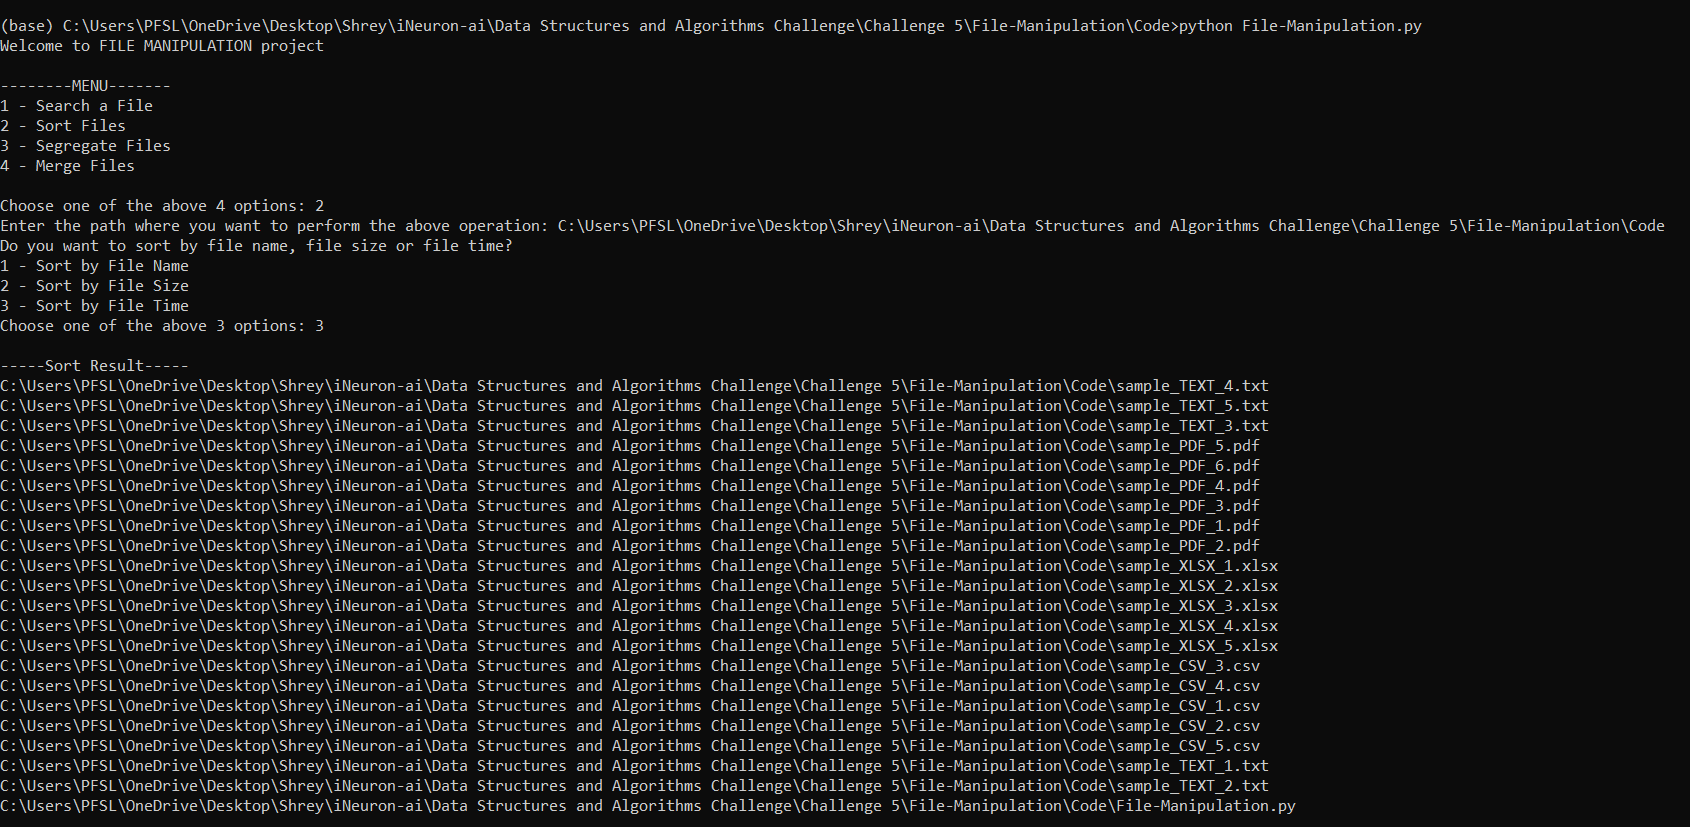 (base) C:\Users\PFSL\OneDrive\Desktop\Shrey\iNeuron-ai\Data Structures and Algorithms Challenge\Challenge 5\File-Manipulation\Code>python File-Manipulation.py
Welcome to FILE MANIPULATION project
--------MENU-------
1 - Search a File
2 - Sort Files
3 - Segregate Files
4 - Merge Files
Choose one of the above 4 options: 2
Enter the path where you want to perform the above operation: C:\Users\PFSL\OneDrive\Desktop\Shrey\iNeuron-ai\Data Structures and Algorithms Challenge\Challenge 5\File-Manipulation\Code
Do you want to sort by file name, file size or file time?
1 - Sort by File Name
2 - Sort by File Size
3 - Sort by File Time
Choose one of the above 3 options: 3
-----Sort Result-----
C:\Users\PFSL\OneDrive\Desktop\Shrey\iNeuron-ai\Data Structures and Algorithms Challenge\Challenge 5\File-Manipulation\Code\sample_TEXT_4.txt
C:\Users\PFSL\OneDrive\Desktop\Shrey\iNeuron-ai\Data Structures and Algorithms Challenge\Challenge 5\File-Manipulation\Code\sample_TEXT_5.txt
C:\Users\PFSL\OneDrive\Desktop\Shrey\iNeuron-ai\Data Structures and Algorithms Challenge\Challenge 5\File-Manipulation\Code\sample_TEXT_3.txt
C:\Users\PFSL\OneDrive\Desktop\Shrey\iNeuron-ai\Data Structures and Algorithms Challenge\Challenge 5\File-Manipulation\Code\sample_PDF_5.pdf
C:\Users\PFSL\OneDrive\Desktop\Shrey\iNeuron-ai\Data Structures and Algorithms Challenge\Challenge 5\File-Manipulation\Code\sample_PDF_6.pdf
C:\Users\PFSL\OneDrive\Desktop\Shrey\iNeuron-ai\Data Structures and Algorithms Challenge\Challenge 5\File-Manipulation\Code\sample_PDF_4.pdf
C:\Users\PFSL\OneDrive\Desktop\Shrey\iNeuron-ai\Data Structures and Algorithms Challenge\Challenge 5\File-Manipulation\Code\sample_PDF_3.pdf
C:\Users\PFSL\OneDrive\Desktop\Shrey\iNeuron-ai\Data Structures and Algorithms Challenge\Challenge 5\File-Manipulation\Code\sample_PDF_1.pdf
C:\Users\PFSL\OneDrive\Desktop\Shrey\iNeuron-ai\Data Structures and Algorithms Challenge\Challenge 5\File-Manipulation\Code\sample_PDF_2.pdf
C:\Users\PFSL\OneDrive\Desktop\Shrey\iNeuron-ai\Data Structures and Algorithms Challenge\Challenge 5\File-Manipulation\Code\sample_XLSX_1.xlsx
C:\Users\PFSL\OneDrive\Desktop\Shrey\iNeuron-ai\Data Structures and Algorithms Challenge\Challenge 5\File-Manipulation\Code\sample_XLSX_2.xlsx
C:\Users\PFSL\OneDrive\Desktop\Shrey\iNeuron-ai\Data Structures and Algorithms Challenge\Challenge 5\File-Manipulation\Code\sample_XLSX_3.xlsx
C:\Users\PFSL\OneDrive\Desktop\Shrey\iNeuron-ai\Data Structures and Algorithms Challenge\Challenge 5\File-Manipulation\Code\sample_XLSX_4.xlsx
C:\Users\PFSL\OneDrive\Desktop\Shrey\iNeuron-ai\Data Structures and Algorithms Challenge\Challenge 5\File-Manipulation\Code\sample_XLSX_5.xlsx
C:\Users\PFSL\OneDrive\Desktop\Shrey\iNeuron-ai\Data Structures and Algorithms Challenge\Challenge 5\File-Manipulation\Code\sample_CSV_3.csv
C:\Users\PFSL\OneDrive\Desktop\Shrey\iNeuron-ai\Data Structures and Algorithms Challenge\Challenge 5\File-Manipulation\Code\sample_CSV_4.csv
C:\Users\PFSL\OneDrive\Desktop\Shrey\iNeuron-ai\Data Structures and Algorithms Challenge\Challenge 5\File-Manipulation\Code\sample_CSV_1.csv
C:\Users\PFSL\OneDrive\Desktop\Shrey\iNeuron-ai\Data Structures and Algorithms Challenge\Challenge 5\File-Manipulation\Code\sample_CSV_2.csv
C:\Users\PFSL\OneDrive\Desktop\Shrey\iNeuron-ai\Data Structures and Algorithms Challenge\Challenge 5\File-Manipulation\Code\sample_CSV_5.csv
C:\Users\PFSL\OneDrive\Desktop\Shrey\iNeuron-ai\Data Structures and Algorithms Challenge\Challenge 5\File-Manipulation\Code\sample_TEXT_1.txt
C:\Users\PFSL\OneDrive\Desktop\Shrey\iNeuron-ai\Data Structures and Algorithms Challenge\Challenge 5\File-Manipulation\Code\sample_TEXT_2.txt
C:\Users\PFSL\OneDrive\Desktop\Shrey\iNeuron-ai\Data Structures and Algorithms Challenge\Challenge 5\File-Manipulation\Code\File-Manipulation.py